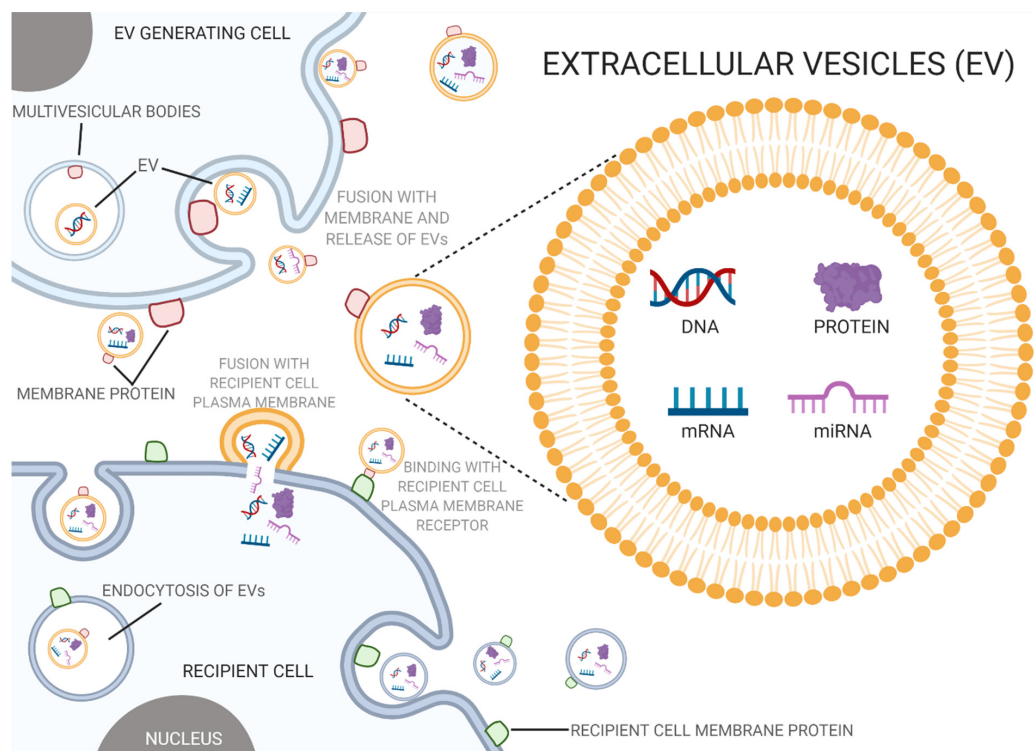 EV GENERATING CELL
EXTRACELLULAR VESICLES (EV)
MULTIVESICULAR BODIES
EV
FUSION WITH
MEMBRANE AND
RELEASE OF EVs
DNA
PROTEIN
MEMBRANE PROTEIN
FUSION WITH
RECIPIENT CELL
PLASMA MEMBRANE
mRNA
miRNA
BINDING WITH
RECIPIENT CELL
PLASMA MEMBRANE
RECEPTOR
ENDOCYTOSIS OF EVs
RECIPIENT CELL
NUCLEUS
RECIPIENT CELL MEMBRANE PROTEIN